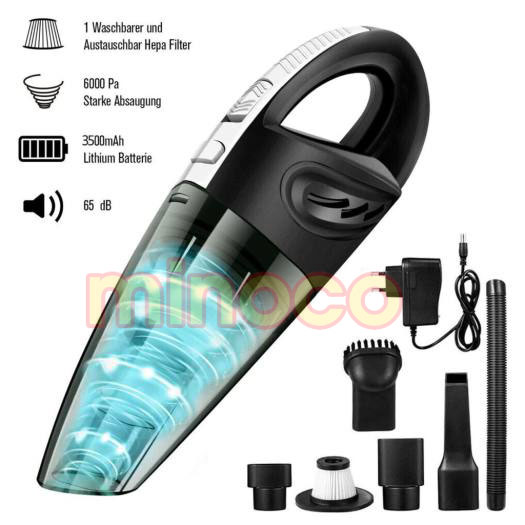 1 Waschbarer und
Austauschbar Hepa Filter
6000 Pa
Starke Absaugung
3500mAh
Lithium Batterie
65 dB
minoco